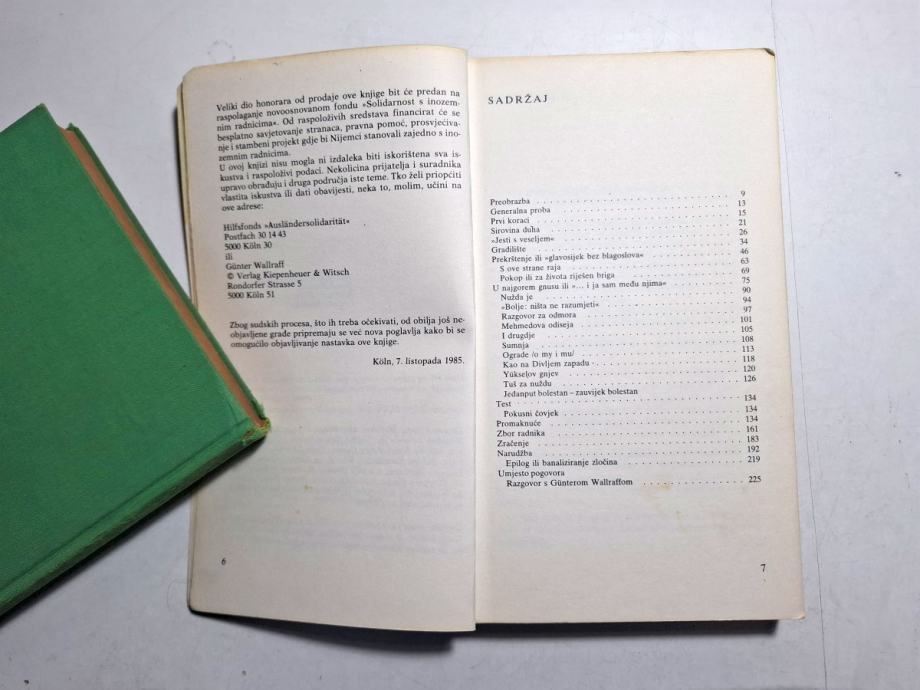 Veliki dio honorara od prodaje ove knjige bit će predan na
raspolaganje novoosnovanom fondu »Solidarnost s inozem-
nim radnicima«. Od raspoloživih sredstava financirat će se
besplatno savjetovanje stranaca, pravna pomoć, prosvjećiva-
nje i stambeni projekt gdje bi Nijemci stanovali zajedno s ino-
zemnim radnicima.
U ovoj knjizi nisu mogla ni izdaleka biti iskorištena sva is-
kustva i raspoloživi podaci. Nekolicina prijatelja i suradnika
upravo obrađuju i druga područja iste teme. Tko želi priopćiti
vlastita iskustva ili dati obavijesti, neka to, molim, učini na
ove adrese:
Hilfsfonds »Ausländersolidarität«
Postfach 30 14 43
5000 Köln 30
ili
Günter Wallraff
© Verlag Kiepenheuer & Witsch
Rondorfer Strasse 5
5000 Köln 51
Zbog sudskih procesa, što ih treba očekivati, od obilja još ne-
objavljene građe pripremaju se već nova poglavlja kako bi se
omogućilo objavljivanje nastavka ove knjige.
Köln, 7. listopada 1985.
6
SADRŽAJ
Preobrazba 9
Generalna proba 13
Prvi koraci 15
Sirovina duha 21
»Jesti s veseljem« 26
Gradilište 34
Prekrštenje ili »glavosijek bez blagoslova« 46
S ove strane raja 63
Pokop ili za života riješen briga 69
U najgorem gnusu ili »... i ja sam među njima« 75
Nužda je 90
»Bolje: ništa ne razumjeti« 94
Razgovor za odmora 97
Mehmedova odiseja 101
I drugdje 105
Sumnja 108
Ograde /o my i mu/ 113
Kao na Divljem zapadu 118
Yükselov gnjev 120
Tuš za nuždu 126
Jedanput bolestan – zauvijek bolestan
Test 134
Pokusni čovjek 134
Promaknuće 134
Zbor radnika 161
Zračenje 183
Narudžba 192
Epilog ili banaliziranje zločina 219
Umjesto pogovora
Razgovor s Günterom Wallraffom 225
7